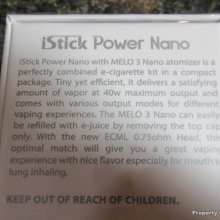 iStick Power Nano
iStick Power Nano with MELO 3 Nano atomizer is a
perfectly combined e-cigarette kit in a compact
package. Tiny yet efficient, it delivers a satisfying
amount of vapor at 40w maximum output and
comes with various output modes for different
vaping experiences. The MELO 3 Nano can easily
be refilled with e-juice by removing the top cap
only. With the new ECML 0.75ohm Head, this
optimal match will give you a great vaping
experience with nice flavor especially for mouth to
lung inhaling.
KEEP OUT OF REACH OF CHILDREN.
Property